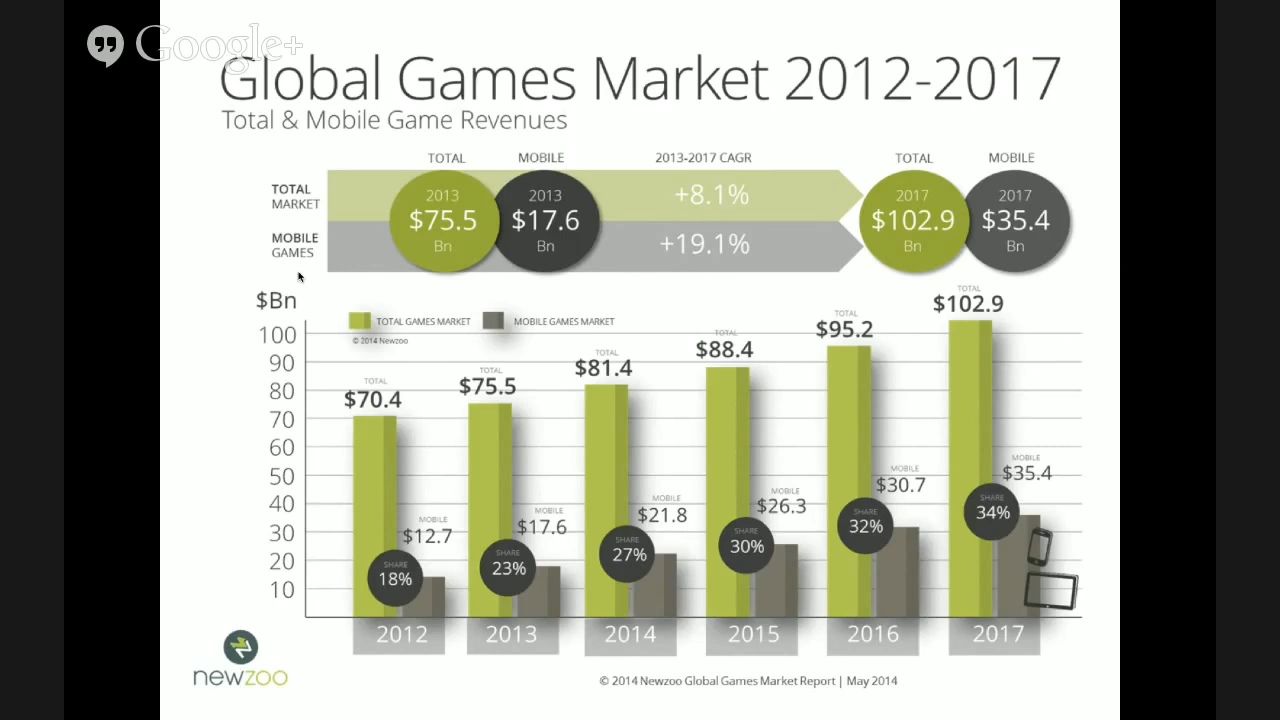 Google+
Global Games Market 2012-2017
Total & Mobile Game Revenues
TOTAL MOBILE 2013-2017 CAGR TOTAL MOBILE
TOTAL
MARKET
2013
$75.5
Bn
2013
$17.6
Bn
+8.1%
2017
$102.9
Bn
2017
$35.4
Bn
MOBILE
GAMES
+19.1%
$Bn
TOTAL GAMES MARKET MOBILE GAMES MARKET
© 2014 Newzoo
100
90
80
70
60
50
40
30
20
10
TOTAL
$70.4
MOBILE
$12.7
SHARE
18%
2012
TOTAL
$75.5
MOBILE
$17.6
SHARE
23%
2013
TOTAL
$81.4
MOBILE
$21.8
SHARE
27%
2014
TOTAL
$88.4
MOBILE
$26.3
SHARE
30%
2015
TOTAL
$95.2
MOBILE
$30.7
SHARE
32%
2016
TOTAL
$102.9
MOBILE
$35.4
SHARE
34%
2017
newzoo
© 2014 Newzoo Global Games Market Report | May 2014